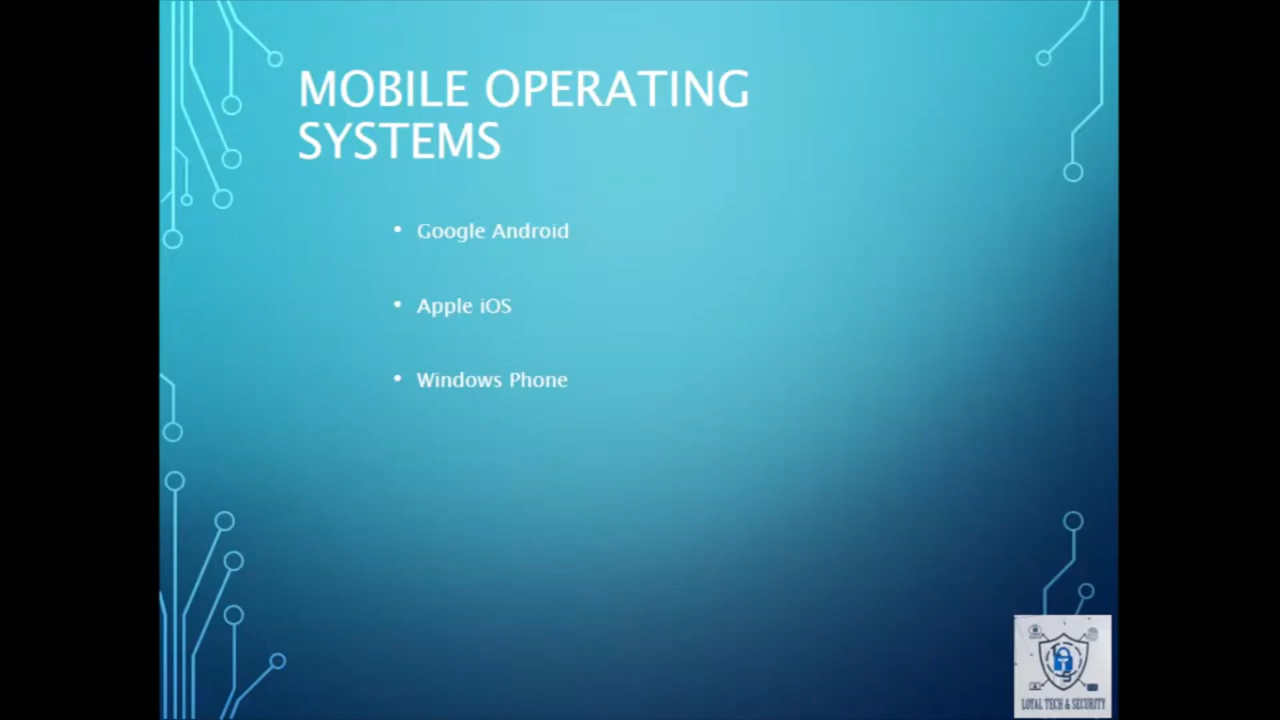 MOBILE OPERATING
SYSTEMS
• Google Android
• Apple iOS
• Windows Phone
LOYAL TECH & SECURITY